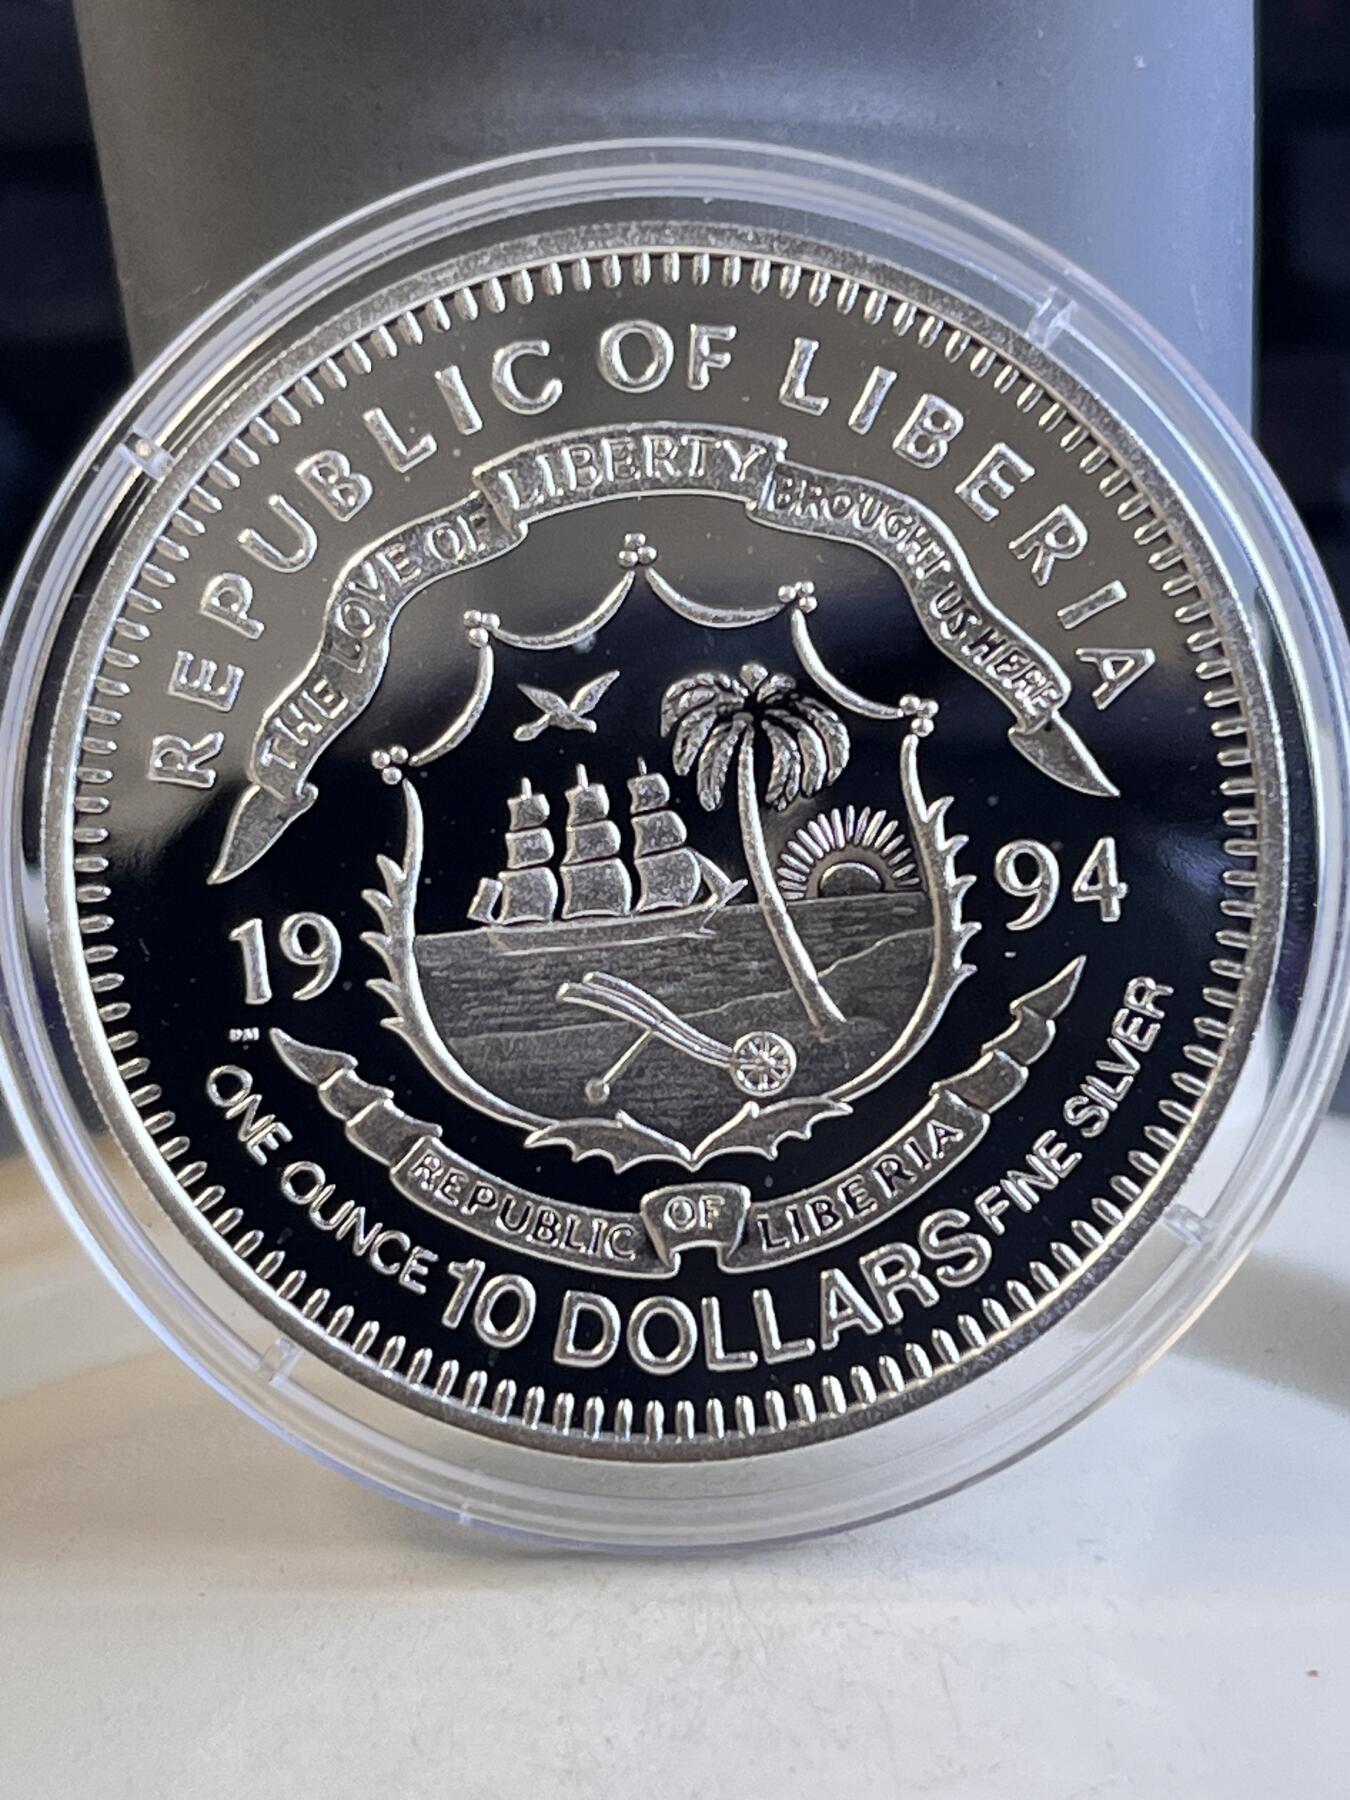 REPUBLIC OF LIBERIA
THE LOVE OF LIBERTY BROUGHT US HERE
19 94
PM
REPUBLIC OF LIBERIA
ONE OUNCE 10 DOLLARS FINE SILVER